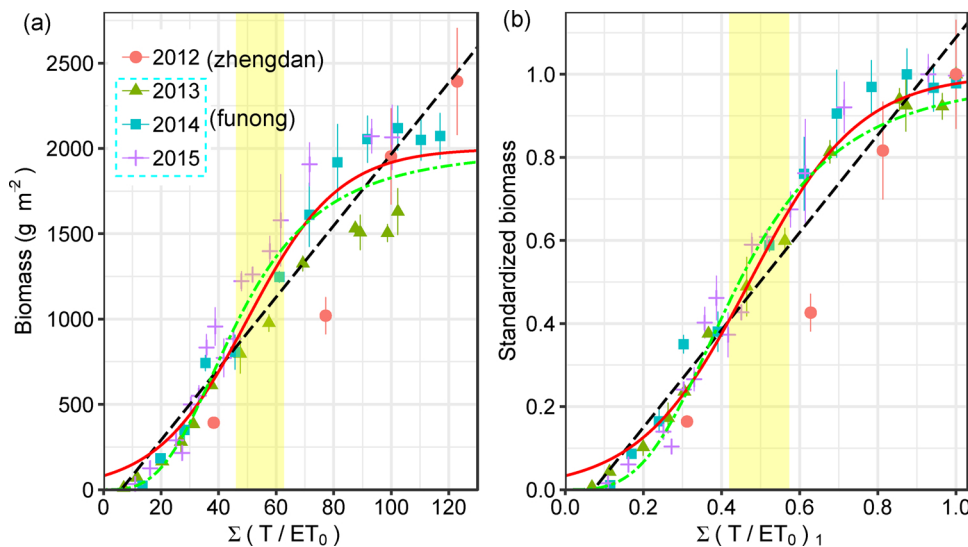 (a)
Biomass (g m-2)
2500
2000
1500
1000
500
0
2012 (zhengdan)
2013
2014 (funong)
2015
0 20 40 60 80 100 120
Σ ( T / ET0 )
(b)
Standardized biomass
1.0
0.8
0.6
0.4
0.2
0.0
0.0 0.2 0.4 0.6 0.8 1.0
Σ ( T / ET0 ) 1